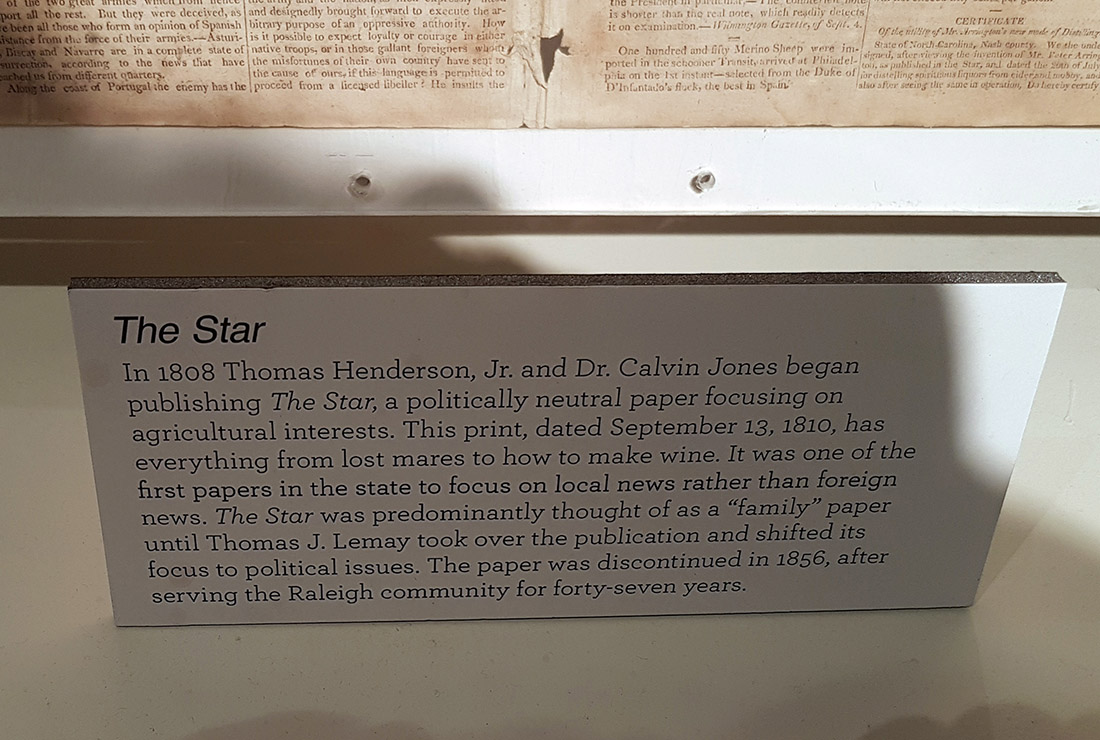 port all the rest. But they were deceived, as
been all those who form an opinion of Spanish
from the force of their armies.—Asturi-
Biscay and Navarre are in a complete state of
surrection, according to the news that have
us from different quarters.
Along the coast of Portugal the enemy has the
and designedly brought forward to execute the ar-
bitrary purpose of an oppressive authority. How
is it possible to expect loyalty or courage in either
native troops, or in those gallant foreigners whom
the misfortunes of their own country have sent to
the cause of ours, if this language is permitted to
proceed from a licensed libeller? He insults the
is shorter than the real note, which readily detects
it on examination.—Wilmington Gazette, of Sept. 4.
One hundred and fifty Merino Sheep were im-
ported in the schooner Transit, arrived at Philadel-
phia on the 1st instant—selected from the Duke of
D'Infantado's flock, the best in Spain
CERTIFICATE
Of the utility of Mr. Arrington's new mode of Distilling
State of North Carolina, Nash county. We the unde
signed, after viewing the invention of Mr. Peter Arring
ton, as published in the Star, and dated the 20th of July
for distilling spirituous liquors from cider and
also after seeing the same in operation, Do hereby certify
The Star
In 1808 Thomas Henderson, Jr. and Dr. Calvin Jones began
publishing The Star, a politically neutral paper focusing on
agricultural interests. This print, dated September 13, 1810, has
everything from lost mares to how to make wine. It was one of the
first papers in the state to focus on local news rather than foreign
news. The Star was predominantly thought of as a “family” paper
until Thomas J. Lemay took over the publication and shifted its
focus to political issues. The paper was discontinued in 1856, after
serving the Raleigh community for forty-seven years.